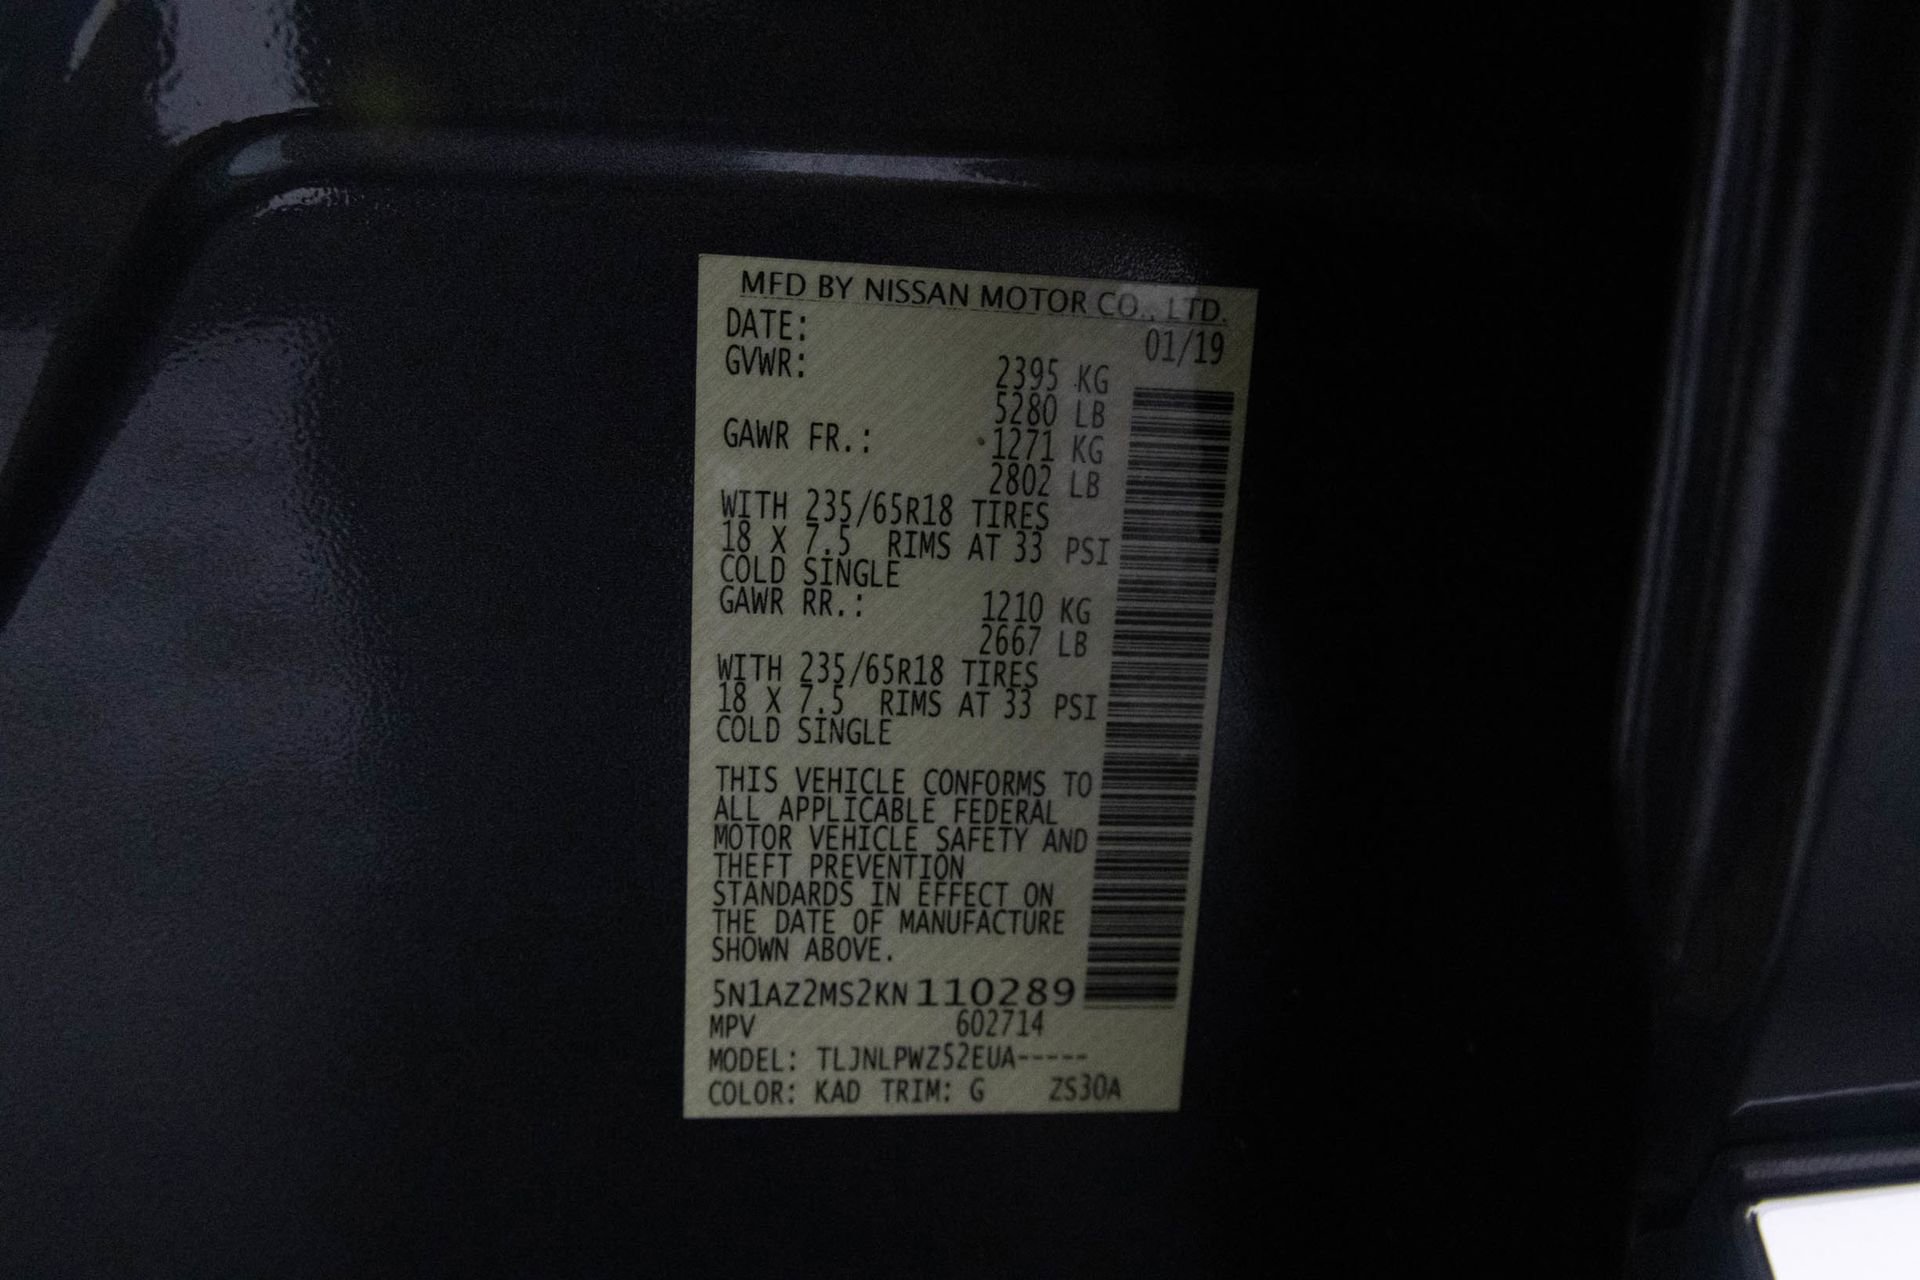 MFD BY NISSAN MOTOR CO., LTD.
DATE: 01/19
GVWR: 2395 KG
5280 LB
GAWR FR.: 1271 KG
2802 LB
WITH 235/65R18 TIRES
18 X 7.5 RIMS AT 33 PSI
COLD SINGLE
GAWR RR.: 1210 KG
2667 LB
WITH 235/65R18 TIRES
18 X 7.5 RIMS AT 33 PSI
COLD SINGLE
THIS VEHICLE CONFORMS TO
ALL APPLICABLE FEDERAL
MOTOR VEHICLE SAFETY AND
THEFT PREVENTION
STANDARDS IN EFFECT ON
THE DATE OF MANUFACTURE
SHOWN ABOVE.
5N1AZ2MS2KN110289
MPV 602714
MODEL: TLJNLPWZ52EUA-----
COLOR: KAD TRIM: G ZS30A